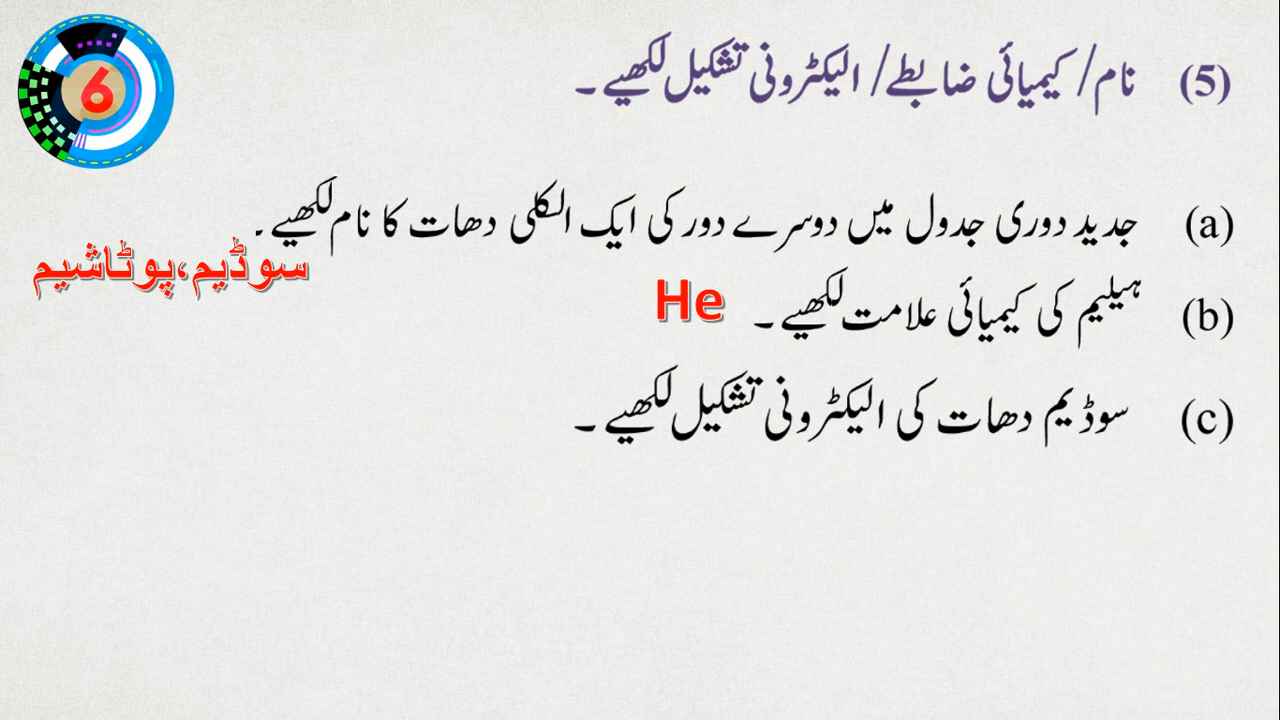 6
(5) نام/ کیمیائی ضابطے/ الیکٹرونی تشکیل لکھیے۔
(a) جدید دوری جدول میں دوسرے دور کی ایک الکلی دھات کا نام لکھیے۔
سوڈیم،پوٹاشیم
(b) ہیلیم کی کیمیائی علامت لکھیے۔ He
(c) سوڈیم دھات کی الیکٹرونی تشکیل لکھیے۔